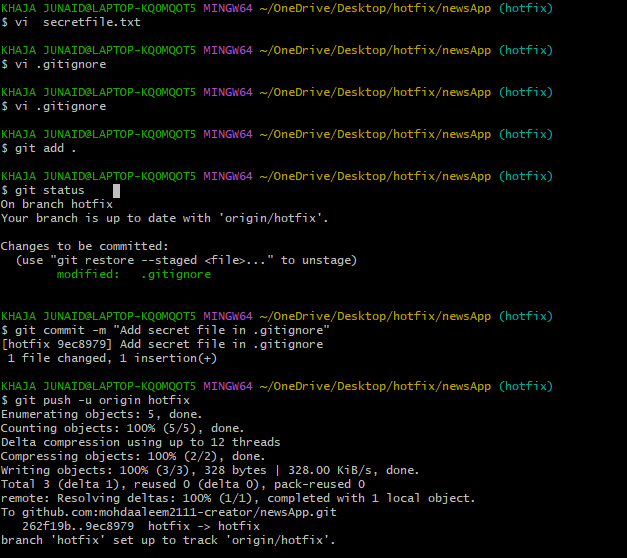 KHAJA JUNAID@LAPTOP-KQOMQOT5 MINGW64 ~/OneDrive/Desktop/hotfix/newsApp (hotfix)
$ vi  secretfile.txt
KHAJA JUNAID@LAPTOP-KQOMQOT5 MINGW64 ~/OneDrive/Desktop/hotfix/newsApp (hotfix)
$ vi .gitignore
KHAJA JUNAID@LAPTOP-KQOMQOT5 MINGW64 ~/OneDrive/Desktop/hotfix/newsApp (hotfix)
$ vi .gitignore
KHAJA JUNAID@LAPTOP-KQOMQOT5 MINGW64 ~/OneDrive/Desktop/hotfix/newsApp (hotfix)
$ git add .
KHAJA JUNAID@LAPTOP-KQOMQOT5 MINGW64 ~/OneDrive/Desktop/hotfix/newsApp (hotfix)
$ git status
On branch hotfix
Your branch is up to date with 'origin/hotfix'.
Changes to be committed:
  (use "git restore --staged <file>..." to unstage)
        modified:   .gitignore
KHAJA JUNAID@LAPTOP-KQOMQOT5 MINGW64 ~/OneDrive/Desktop/hotfix/newsApp (hotfix)
$ git commit -m "Add secret file in .gitignore"
[hotfix 9ec8979] Add secret file in .gitignore
 1 file changed, 1 insertion(+)
KHAJA JUNAID@LAPTOP-KQOMQOT5 MINGW64 ~/OneDrive/Desktop/hotfix/newsApp (hotfix)
$ git push -u origin hotfix
Enumerating objects: 5, done.
Counting objects: 100% (5/5), done.
Delta compression using up to 12 threads
Compressing objects: 100% (2/2), done.
Writing objects: 100% (3/3), 328 bytes | 328.00 KiB/s, done.
Total 3 (delta 1), reused 0 (delta 0), pack-reused 0
remote: Resolving deltas: 100% (1/1), completed with 1 local object.
To github.com:mohdaaleem2111-creator/newsApp.git
   262f19b..9ec8979  hotfix -> hotfix
branch 'hotfix' set up to track 'origin/hotfix'.